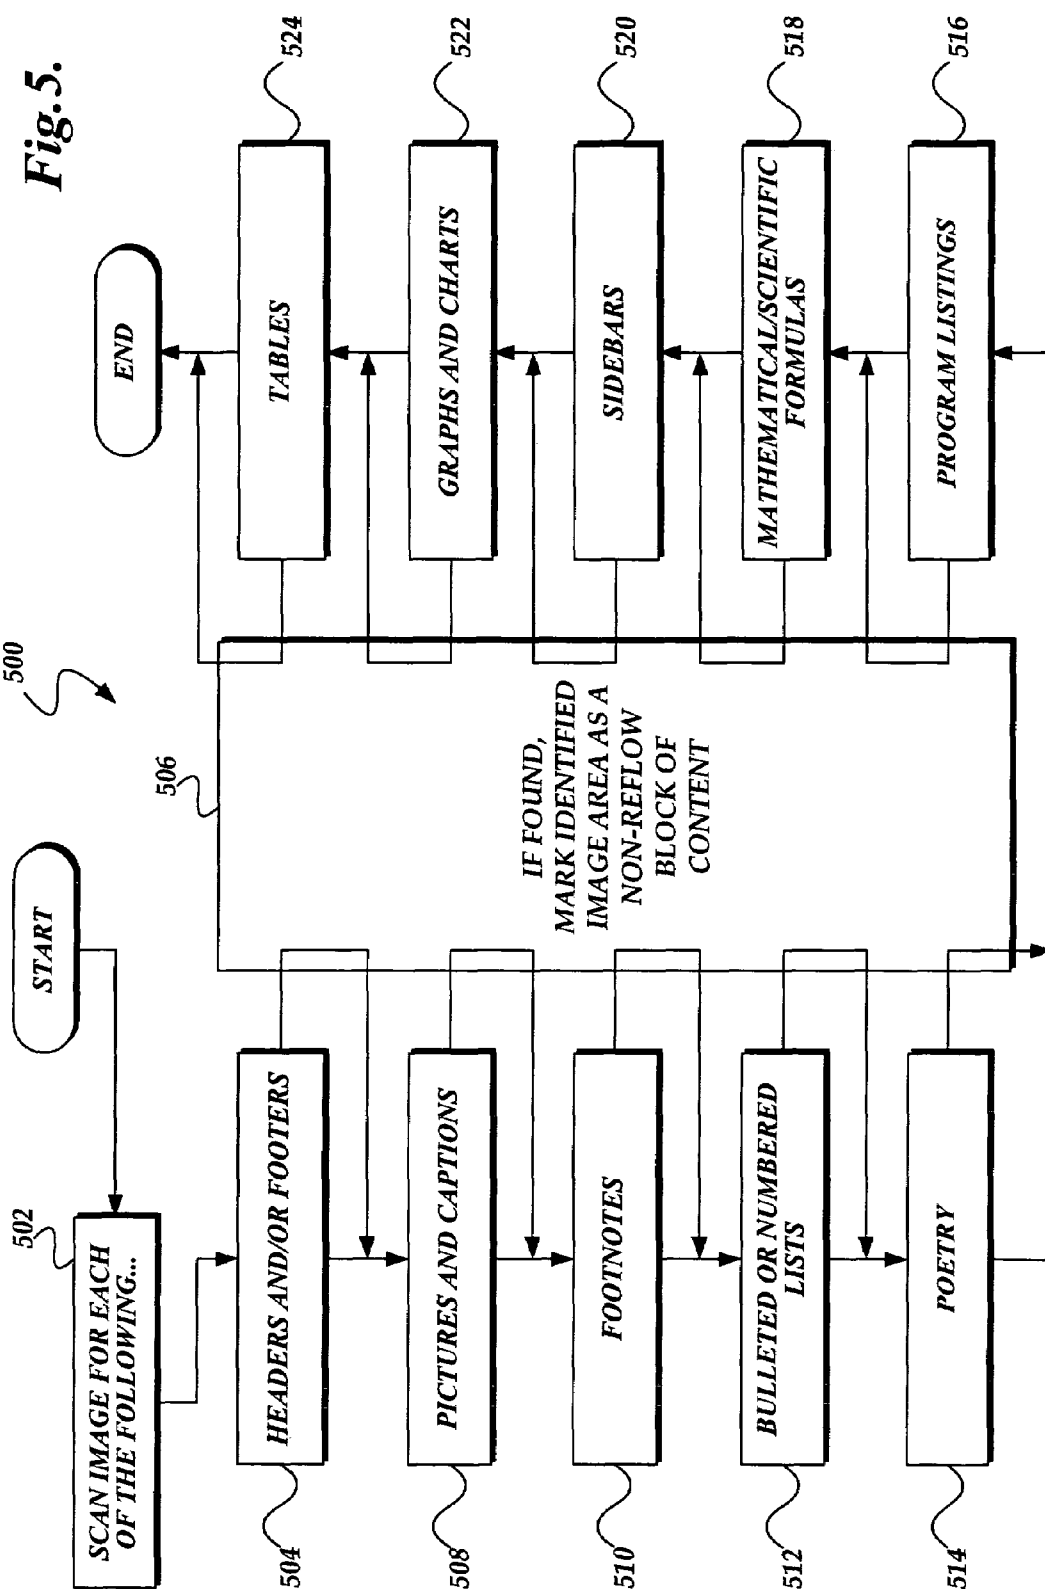 Fig.5.
500
START
502
SCAN IMAGE FOR EACH
OF THE FOLLOWING...
504
HEADERS AND/OR FOOTERS
506
IF FOUND,
MARK IDENTIFIED
IMAGE AREA AS A
NON-REFLOW
BLOCK OF
CONTENT
508
PICTURES AND CAPTIONS
510
FOOTNOTES
512
BULLETED OR NUMBERED
LISTS
514
POETRY
516
PROGRAM LISTINGS
518
MATHEMATICAL/SCIENTIFIC
FORMULAS
520
SIDEBARS
522
GRAPHS AND CHARTS
524
TABLES
END